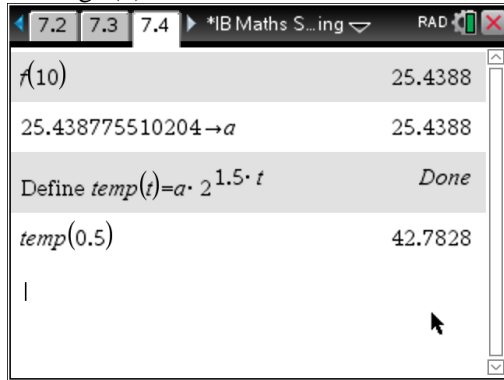 7.2 7.3 7.4 *IB Maths S...ing RAD
f(10) 25.4388
25.438775510204→a 25.4388
Define temp(t)=a· 2^1.5· t Done
temp(0.5) 42.7828